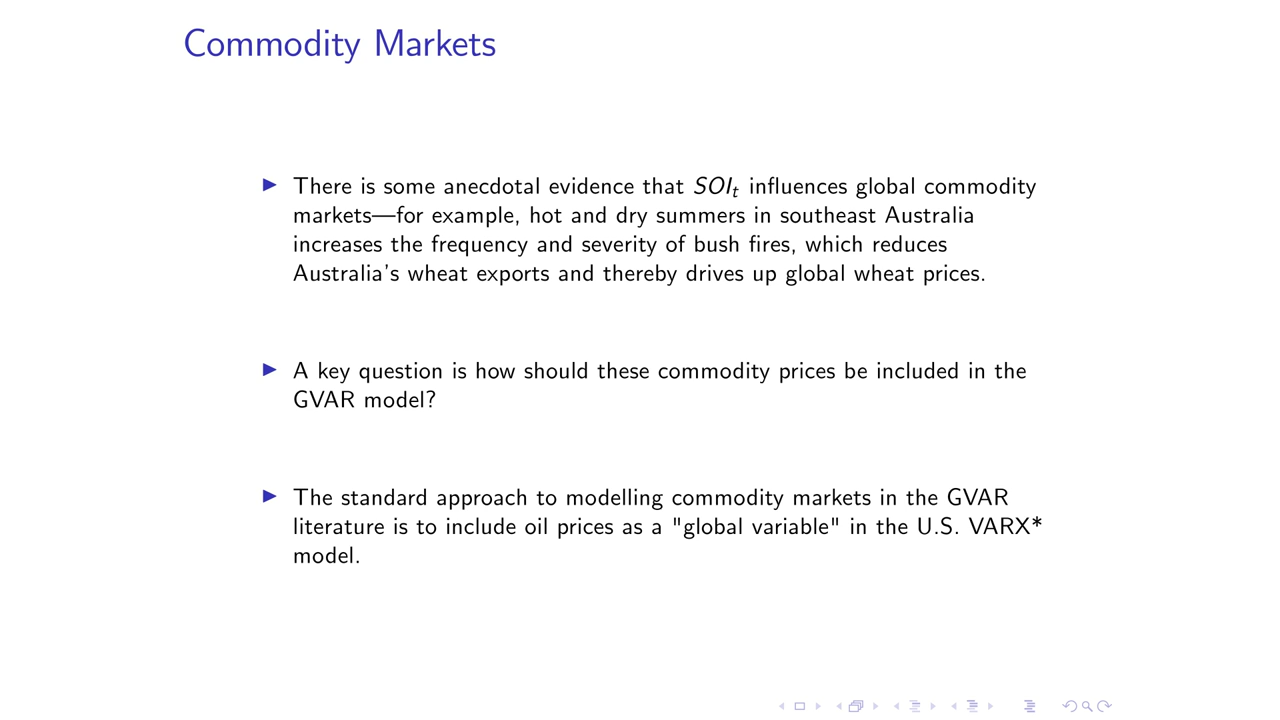 Commodity Markets
There is some anecdotal evidence that SOIt influences global commodity
markets—for example, hot and dry summers in southeast Australia
increases the frequency and severity of bush fires, which reduces
Australia's wheat exports and thereby drives up global wheat prices.
A key question is how should these commodity prices be included in the
GVAR model?
The standard approach to modelling commodity markets in the GVAR
literature is to include oil prices as a "global variable" in the U.S. VARX*
model.